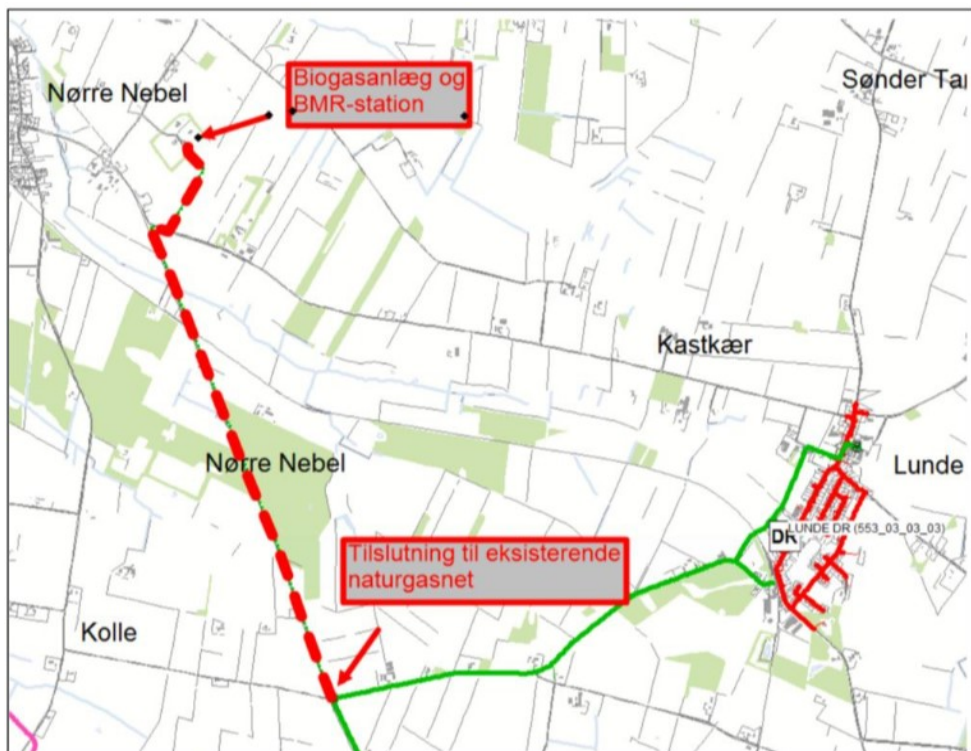 Nørre Nebel
Biogasanlæg og
BMR-station
Sønder Tar
Kastkær
Nørre Nebel
Lunde
LUNDE DR (553_03_03_03)
DR
Tilslutning til eksisterende
naturgasnet
Kolle